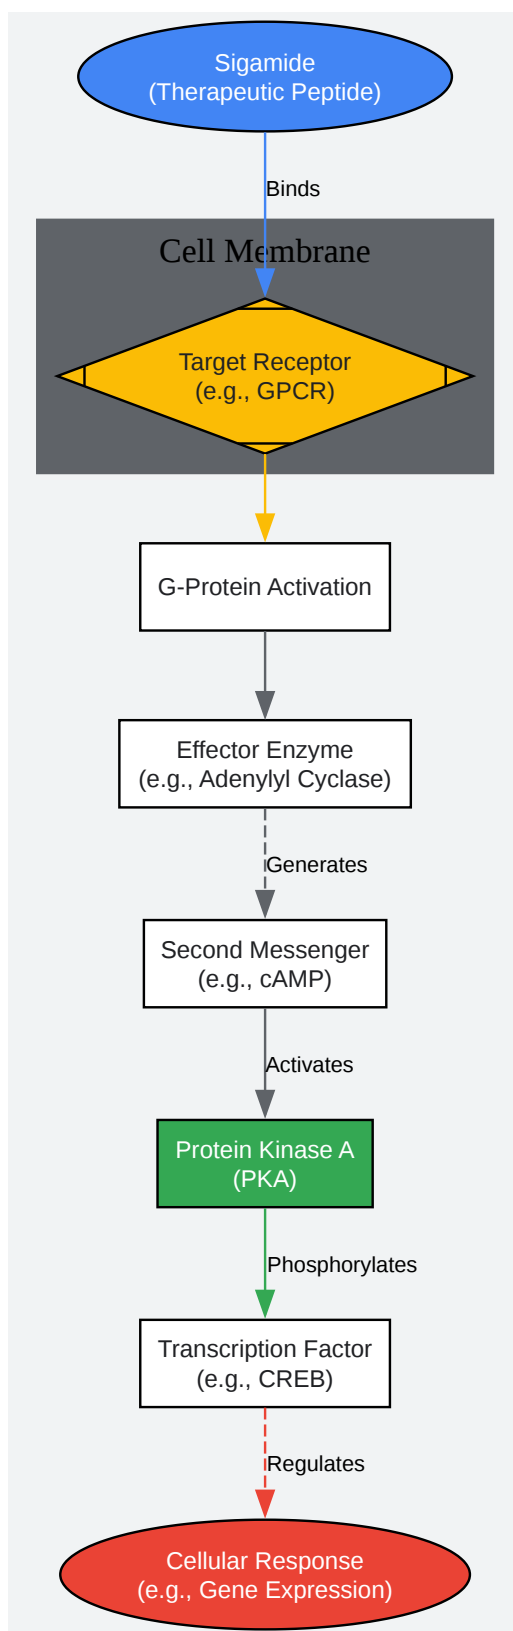 Sigamide
(Therapeutic Peptide)
Binds
Cell Membrane
Target Receptor
(e.g., GPCR)
G-Protein Activation
Effector Enzyme
(e.g., Adenylyl Cyclase)
Generates
Second Messenger
(e.g., cAMP)
Activates
Protein Kinase A
(PKA)
Phosphorylates
Transcription Factor
(e.g., CREB)
Regulates
Cellular Response
(e.g., Gene Expression)